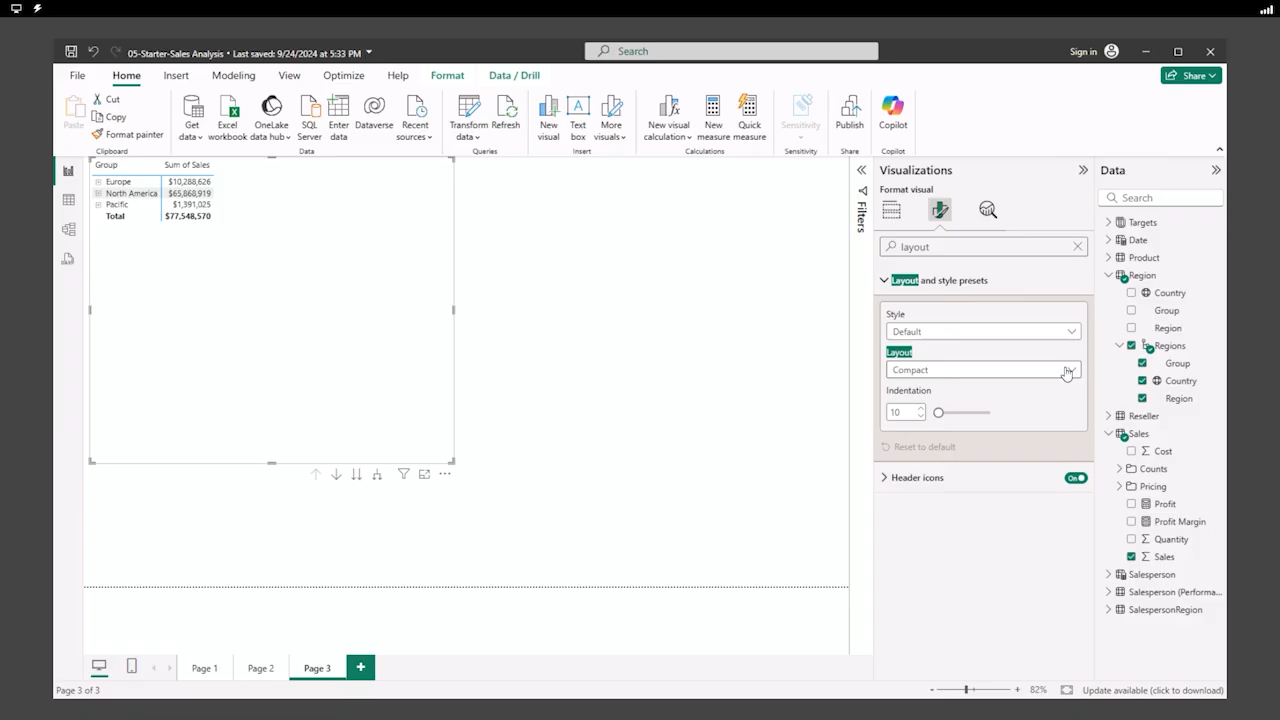 05-Starter-Sales Analysis • Last saved: 9/24/2024 at 5:33 PM
Search
Sign in
File
Home
Insert
Modeling
View
Optimize
Help
Format
Data / Drill
Share
Paste
Cut
Copy
Format painter
Clipboard
Get data
Excel workbook
OneLake data hub
SQL Server
Enter data
Dataverse
Recent sources
Data
Transform data
Refresh
Queries
New visual
Text box
More visuals
Insert
New visual calculation
New measure
Quick measure
Calculations
Sensitivity
Sensitivity
Publish
Share
Copilot
Copilot
Group Sum of Sales
Europe $10,288,626
North America $65,868,919
Pacific $1,391,025
Total $77,548,570
Filters
Visualizations
Format visual
layout
Layout and style presets
Style
Default
Layout
Compact
Indentation
10
Reset to default
Header icons
On
Data
Search
Targets
Date
Product
Region
Country
Group
Region
Regions
Group
Country
Region
Reseller
Sales
Cost
Counts
Pricing
Profit
Profit Margin
Quantity
Sales
Salesperson
Salesperson (Performa...
SalespersonRegion
Page 1
Page 2
Page 3
Page 3 of 3
- + 82%
Update available (click to download)